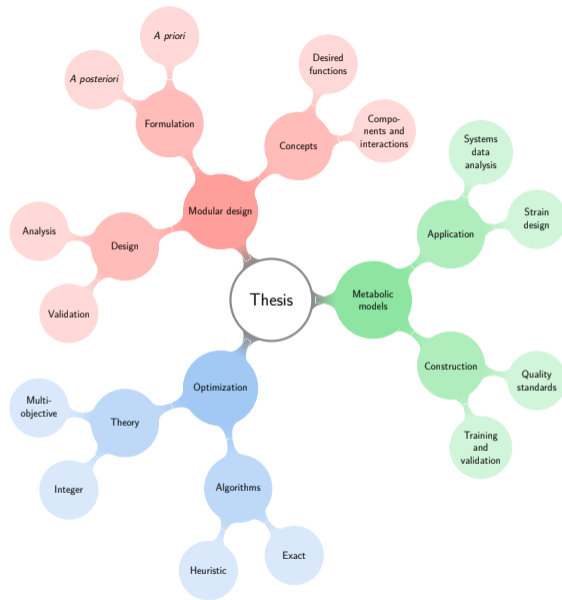 A priori
A posteriori
Formulation
Desired
functions
Compo-
nents and
interactions
Concepts
Modular design
Design
Analysis
Validation
Thesis
Systems
data
analysis
Strain
design
Application
Metabolic
models
Construction
Quality
standards
Training
and
validation
Optimization
Theory
Multi-
objective
Integer
Algorithms
Heuristic
Exact